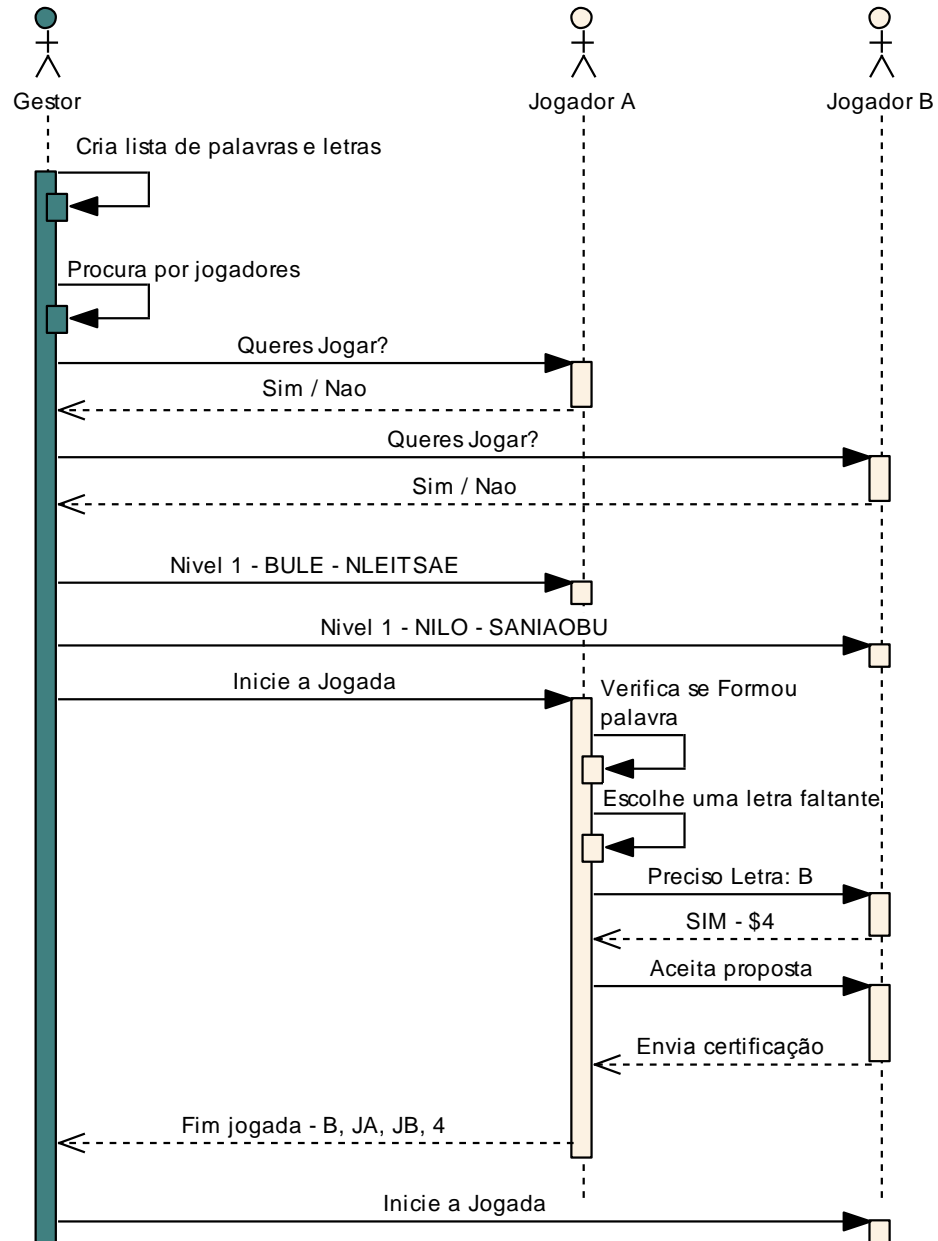 Gestor
Jogador A
Jogador B
Cria lista de palavras e letras
Procura por jogadores
Queres Jogar?
Sim / Nao
Queres Jogar?
Sim / Nao
Nivel 1 - BULE - NLEITSAE
Nivel 1 - NILO - SANIAOBU
Inicie a Jogada
Verifica se Formou
palavra
Escolhe uma letra faltante
Preciso Letra: B
SIM - $4
Aceita proposta
Envia certificação
Fim jogada - B, JA, JB, 4
Inicie a Jogada